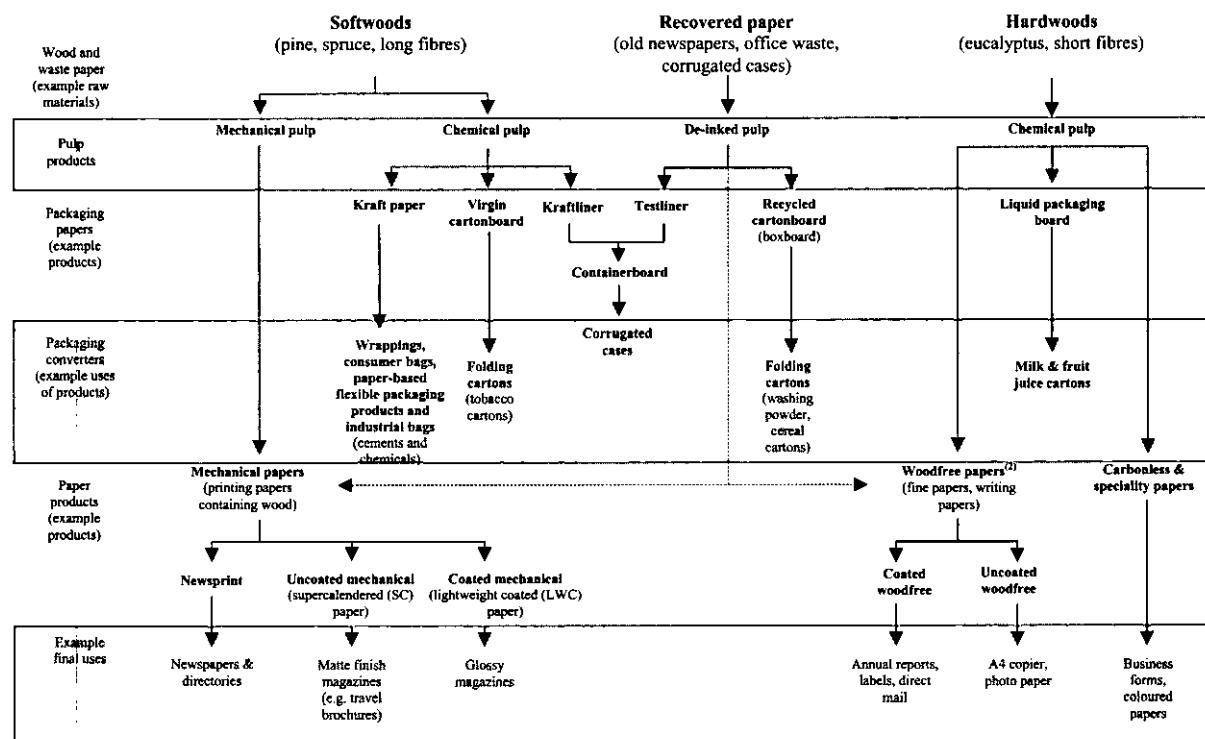 Softwoods
(pine, spruce, long fibres)
Recovered paper
(old newspapers, office waste,
corrugated cases)
Hardwoods
(eucalyptus, short fibres)
Wood and
waste paper
(example raw
materials)
Pulp
products
Mechanical pulp
Chemical pulp
De-inked pulp
Chemical pulp
Packaging
papers
(example
products)
Kraft paper
Virgin
cartonboard
Kraftliner
Testliner
Recycled
cartonboard
(boxboard)
Liquid packaging
board
Containerboard
Packaging
converters
(example uses
of products)
Corrugated
cases
Wrappings,
consumer bags,
paper-based
flexible packaging
products and
industrial bags
(cements and
chemicals)
Folding
cartons
(tobacco
cartons)
Folding
cartons
(washing
powder,
cereal
cartons)
Milk & fruit
juice cartons
Paper
products
(example
products)
Mechanical papers
(printing papers
containing wood)
Woodfree papers(2)
(fine papers, writing
papers)
Carbonless &
speciality papers
Newsprint
Uncoated mechanical
(supercalendered (SC)
paper)
Coated mechanical
(lightweight coated (LWC)
paper)
Coated
woodfree
Uncoated
woodfree
Example
final uses
Newspapers &
directories
Matte finish
magazines
(e.g. travel
brochures)
Glossy
magazines
Annual reports,
labels, direct
mail
A4 copier,
photo paper
Business
forms,
coloured
papers